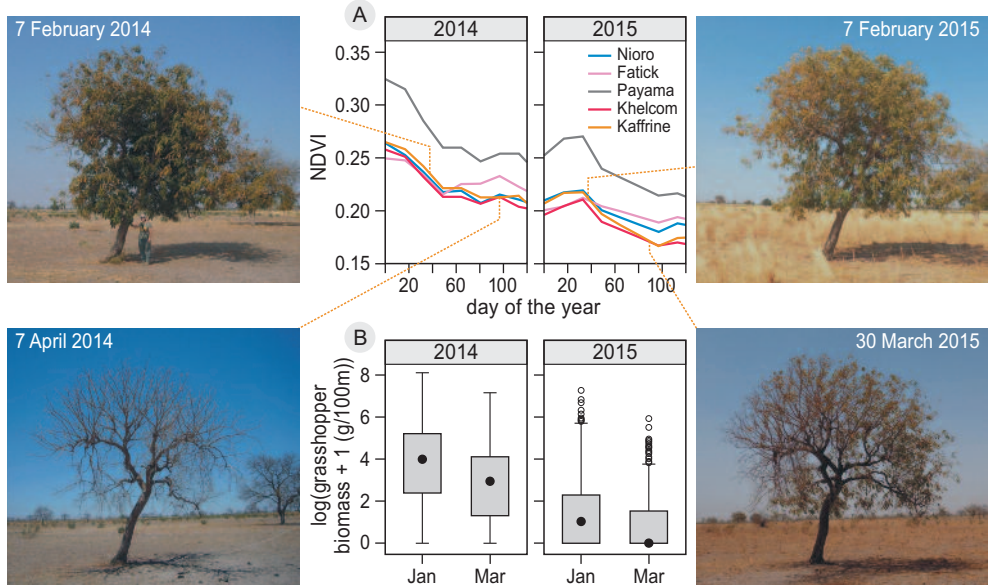 7 February 2014
A
2014
2015
7 February 2015
NDVI
0.35
0.30
0.25
0.20
0.15
Nioro
Fatick
Payama
Khelcom
Kaffrine
20 60 100 20 60 100
day of the year
7 April 2014
B
2014
2015
30 March 2015
log(grasshopper
biomass + 1 (g/100m))
8
6
4
2
0
Jan Mar Jan Mar